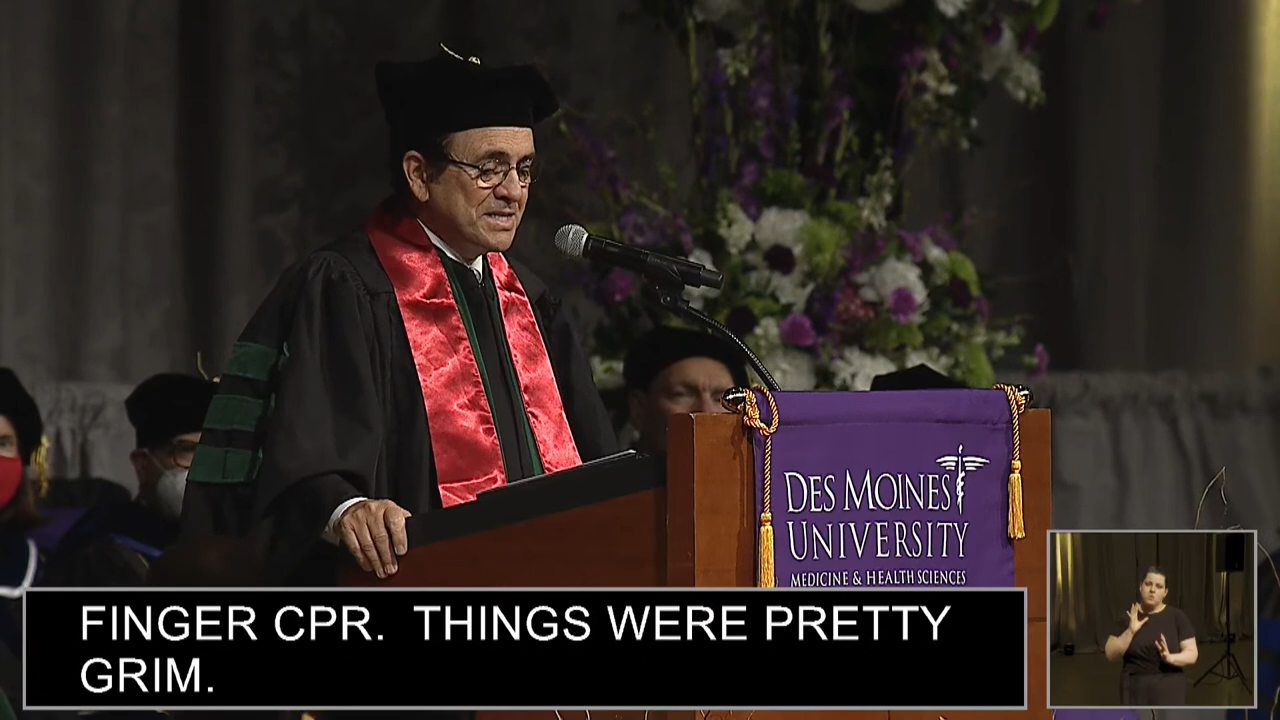 DES MOINES
UNIVERSITY
MEDICINE & HEALTH SCIENCES
FINGER CPR.  THINGS WERE PRETTY
GRIM.